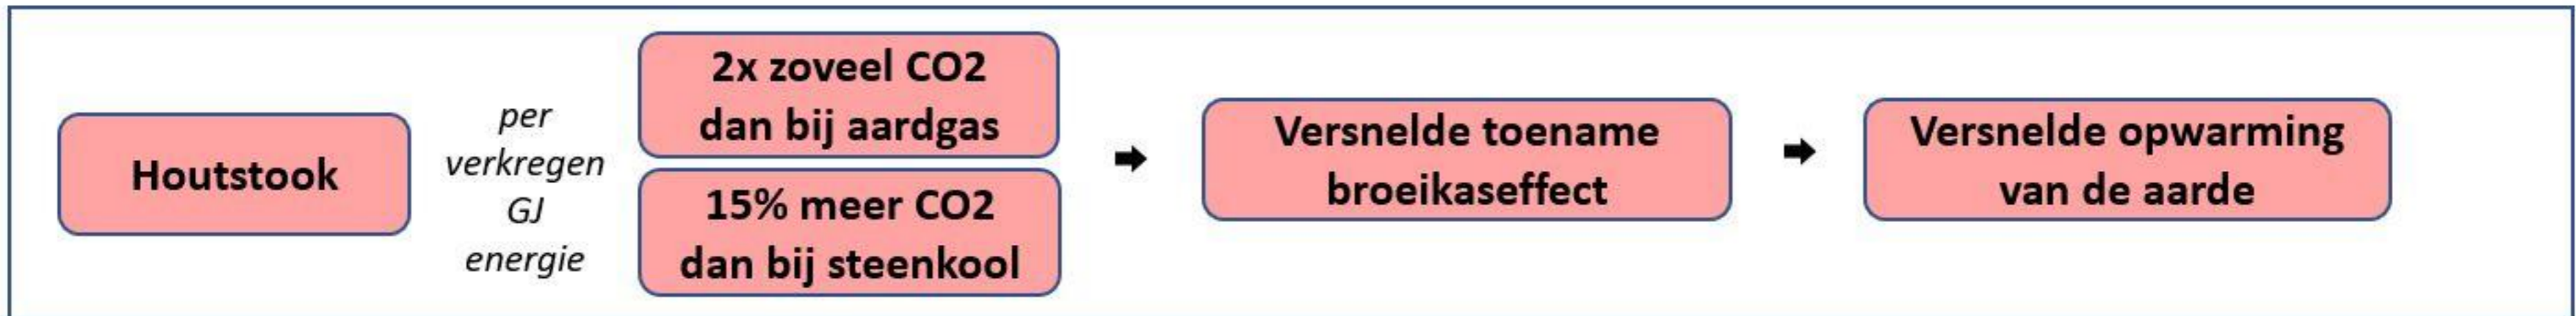 Houtstook
per
verkregen
GJ
energie
2x zoveel CO2
dan bij aardgas
15% meer CO2
dan bij steenkool
Versnelde toename
broeikaseffect
Versnelde opwarming
van de aarde